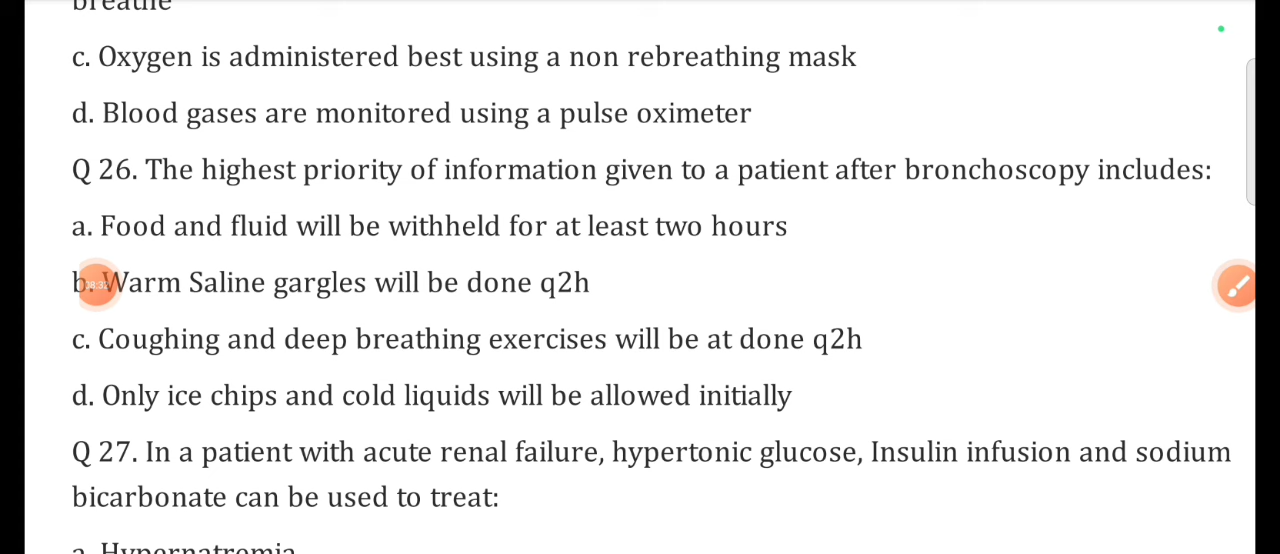 breathe
c. Oxygen is administered best using a non rebreathing mask
d. Blood gases are monitored using a pulse oximeter
Q 26. The highest priority of information given to a patient after bronchoscopy includes:
a. Food and fluid will be withheld for at least two hours
b. Warm Saline gargles will be done q2h
c. Coughing and deep breathing exercises will be at done q2h
d. Only ice chips and cold liquids will be allowed initially
Q 27. In a patient with acute renal failure, hypertonic glucose, Insulin infusion and sodium
bicarbonate can be used to treat:
a. Hypernatremia